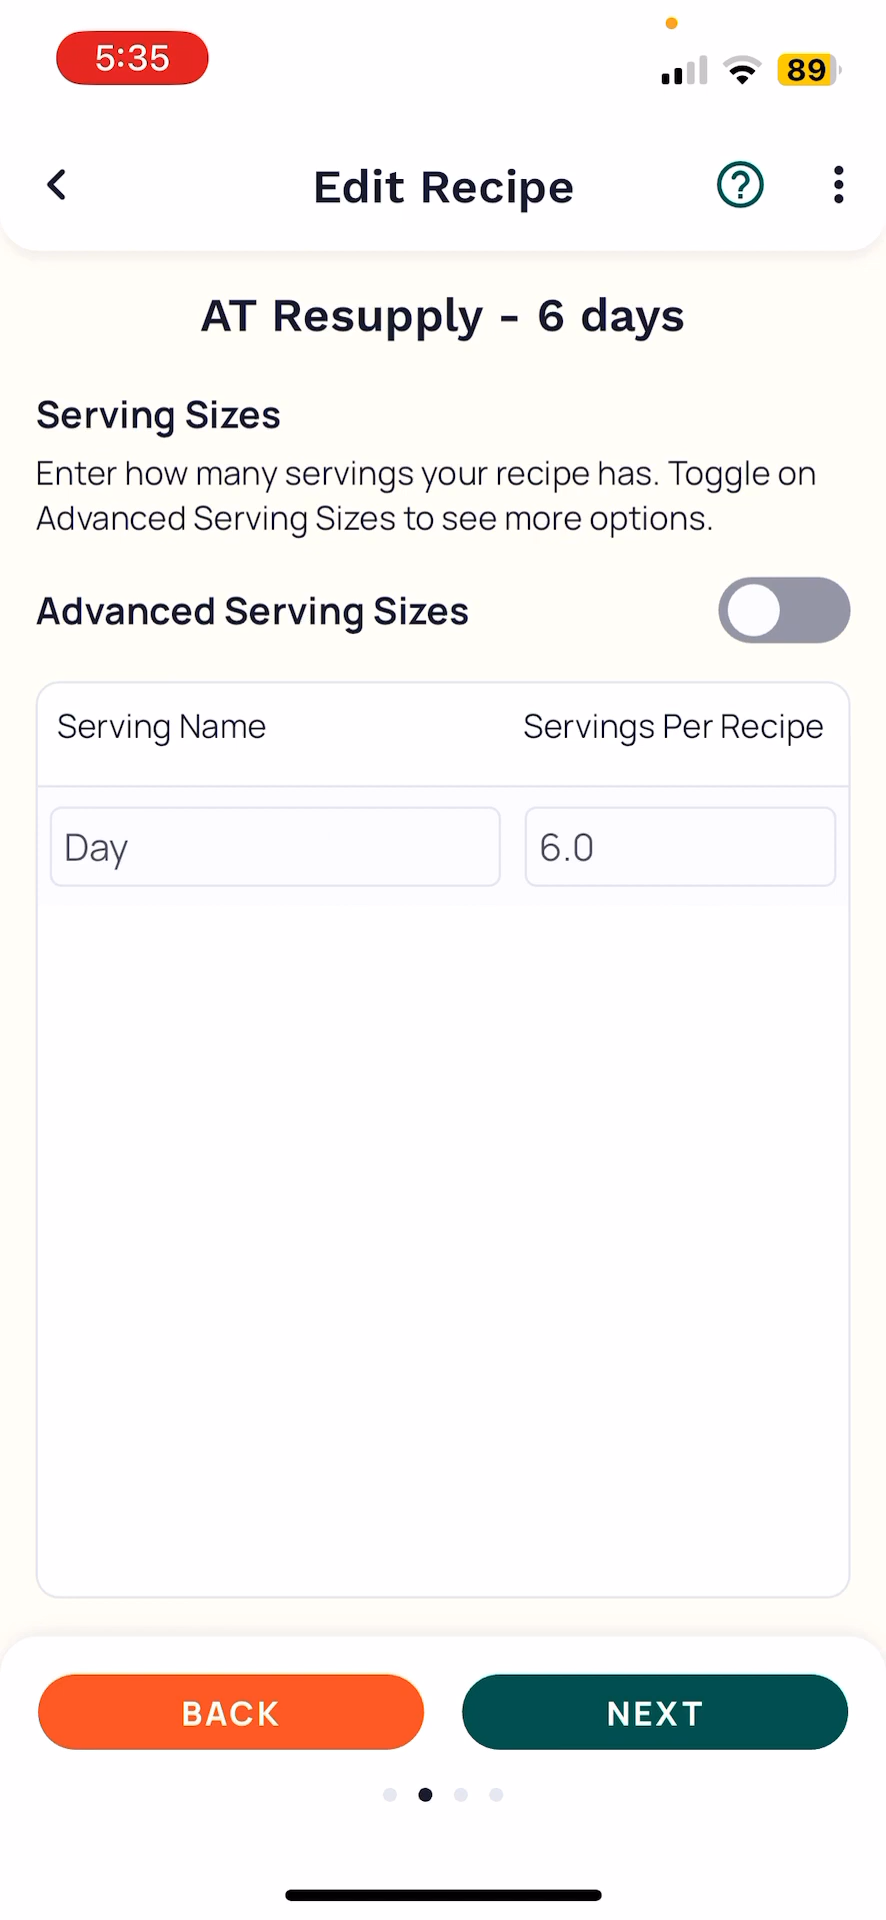 5:35
89
Edit Recipe
AT Resupply - 6 days
Serving Sizes
Enter how many servings your recipe has. Toggle on
Advanced Serving Sizes to see more options.
Advanced Serving Sizes
Serving Name Servings Per Recipe
Day 6.0
BACK NEXT